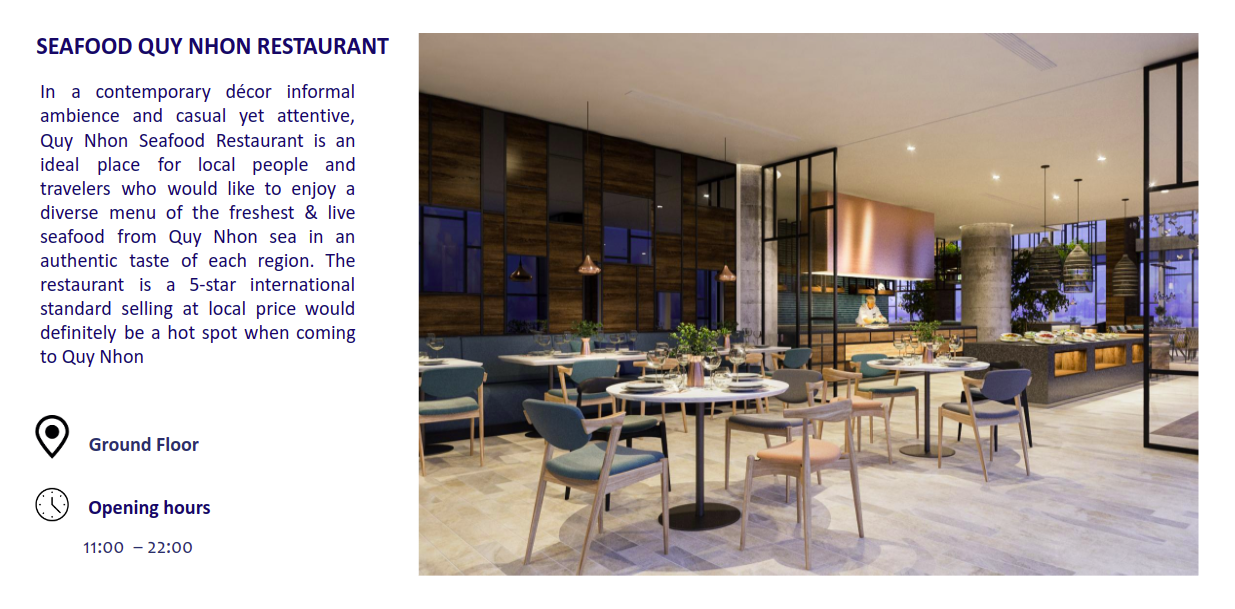 SEAFOOD QUY NHON RESTAURANT
In a contemporary décor informal
ambience and casual yet attentive,
Quy Nhon Seafood Restaurant is an
ideal place for local people and
travelers who would like to enjoy a
diverse menu of the freshest & live
seafood from Quy Nhon sea in an
authentic taste of each region. The
restaurant is a 5-star international
standard selling at local price would
definitely be a hot spot when coming
to Quy Nhon
Ground Floor
Opening hours
11:00 – 22:00